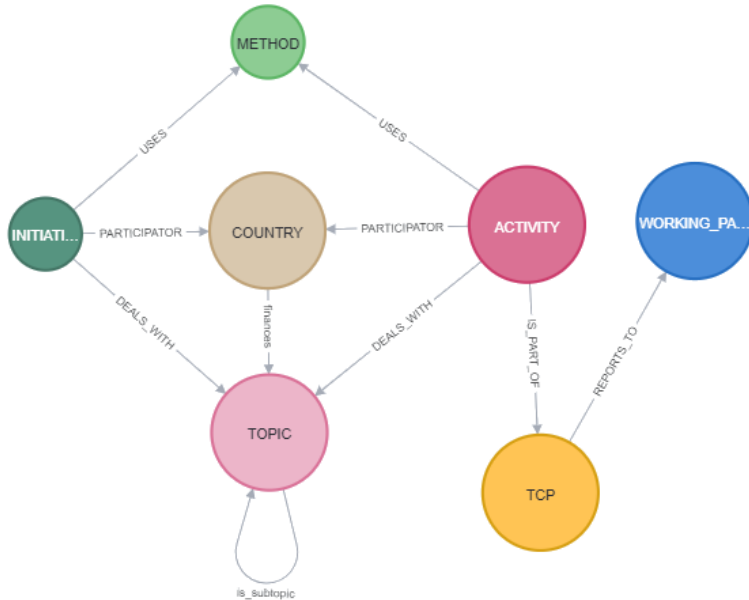 METHOD
USES
USES
INITIATI...
PARTICIPATOR
COUNTRY
PARTICIPATOR
ACTIVITY
WORKING_PA...
DEALS_WITH
finances
DEALS_WITH
IS_PART_OF
REPORTS_TO
TOPIC
TCP
is_subtopic